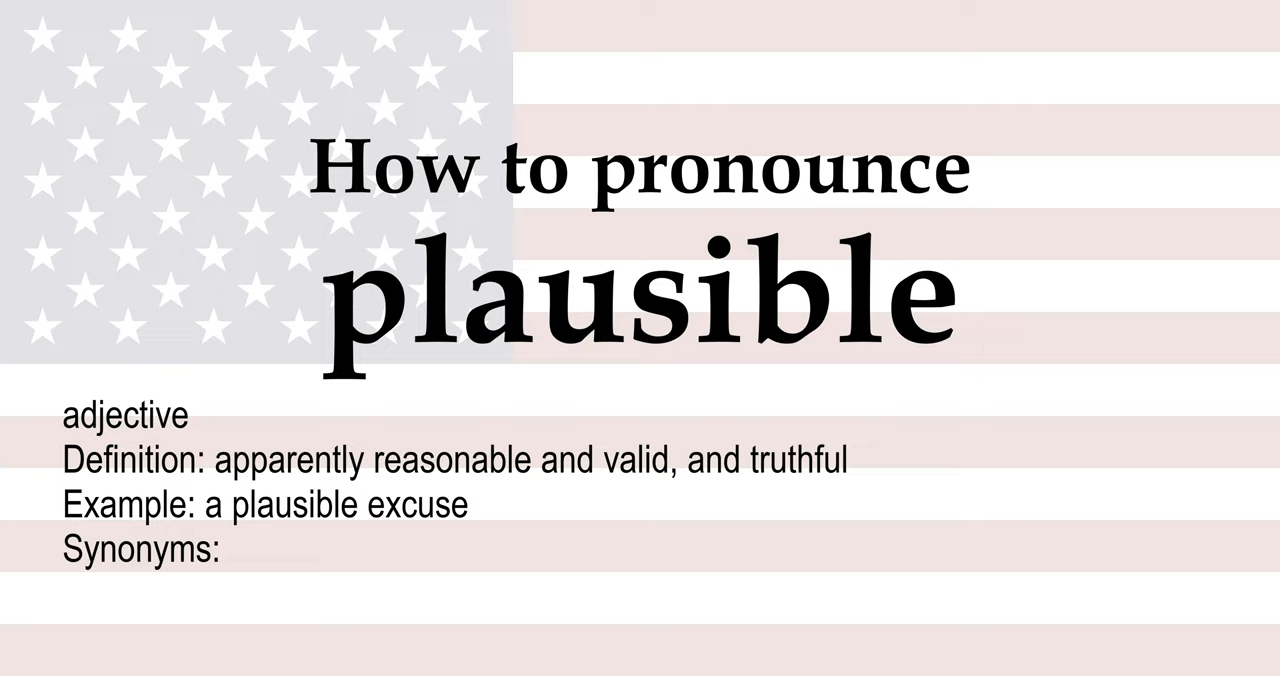 How to pronounce
plausible
adjective
Definition: apparently reasonable and valid, and truthful
Example: a plausible excuse
Synonyms: